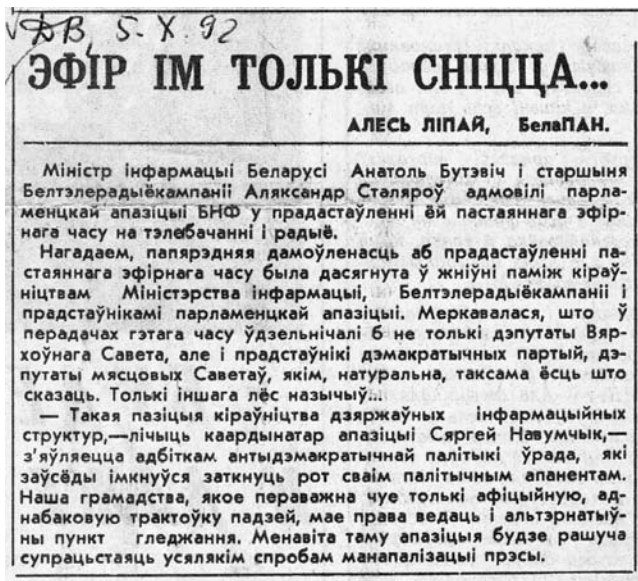 ДВ, 5-X-92
ЭФІР ІМ ТОЛЬКІ СНІЦЦА...
АЛЕСЬ ЛІПАЙ, БелаПАН.
Міністр інфармацыі Беларусі Анатоль Бутэвіч і старшыня
Белтэлерадыёкампаніі Аляксандр Сталяроў адмовілі парла-
менцкай апазіцыі БНФ у прадастаўленні ёй пастаяннага эфір-
нага часу на тэлебачанні і радыё.
Нагадаем, папярэдняя дамоўленасць аб прадастаўленні па-
стаяннага эфірнага часу была дасягнута ў жніўні паміж кіраў-
ніцтвам Міністэрства інфармацыі, Белтэлерадыёкампаніі і
прадстаўнікамі парламенцкай апазіцыі. Меркавалася, што ў
перадачах гэтага часу ўдзельнічалі б не толькі дэпутаты Вяр-
хоўнага Савета, але і прадстаўнікі дэмакратычных партый, дэ-
путаты мясцовых Саветаў, якім, натуральна, таксама ёсць што
сказаць. Толькі іншага лёс назычыў...
— Такая пазіцыя кіраўніцтва дзяржаўных інфармацыйных
структур,—лічыць каардынатар апазіцыі Сяргей Навумчык,—
з'яўляецца адбіткам антыдэмакратычнай палітыкі ўрада, які
заўсёды імкнуўся заткнуць рот сваім палітычным апанентам.
Наша грамадства, якое пераважна чуе толькі афіцыйную, ад-
набаковую трактоўку падзей, мае права ведаць і альтэрнатыў-
ны пункт гледжання. Менавіта таму апазіцыя будзе рашуча
супрацьстаяць усялякім спробам манапалізацыі прэсы.